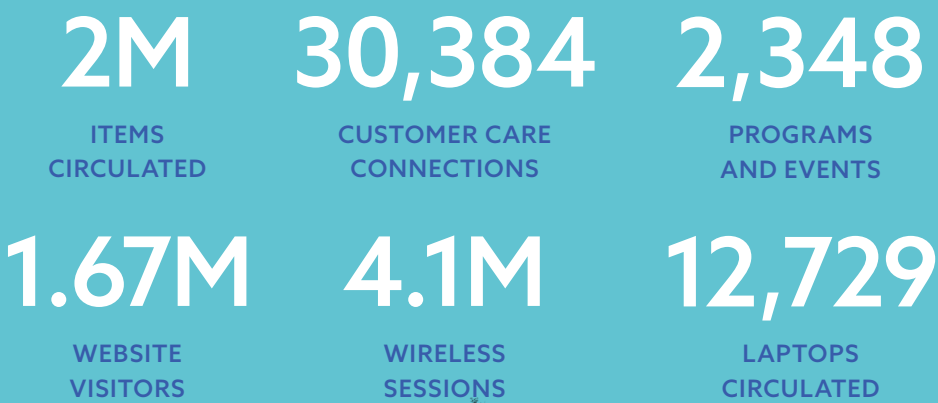 2M
ITEMS
CIRCULATED
30,384
CUSTOMER CARE
CONNECTIONS
2,348
PROGRAMS
AND EVENTS
1.67M
WEBSITE
VISITORS
4.1M
WIRELESS
SESSIONS
12,729
LAPTOPS
CIRCULATED